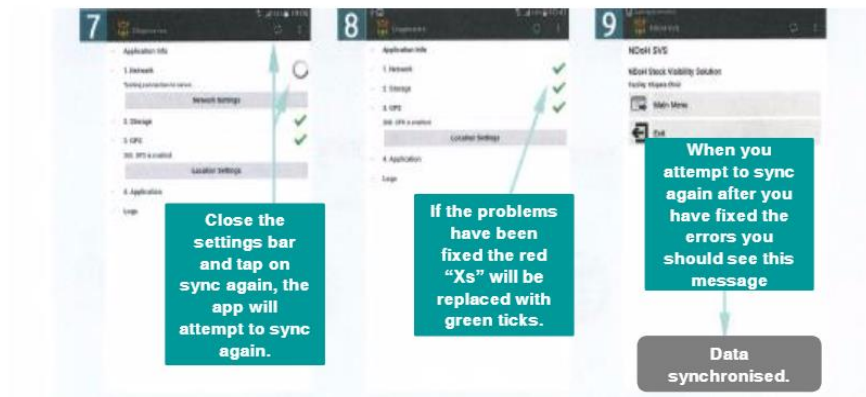 7
Diagnostics
Application Info
1. Network
Network Settings
2. Storage
3. GPS
Location Settings
4. Application
Logs
Close the
settings bar
and tap on
sync again, the
app will
attempt to sync
again.
8
Diagnostics
Application Info
1. Network
2. Storage
3. GPS
Location Settings
4. Application
Logs
If the problems
have been
fixed the red
“Xs” will be
replaced with
green ticks.
9
NDoH SVS
NDoH SVS
NDoH Stock Visibility Solution
Main Menu
Exit
When you
attempt to sync
again after you
have fixed the
errors you
should see this
message
Data
synchronised.